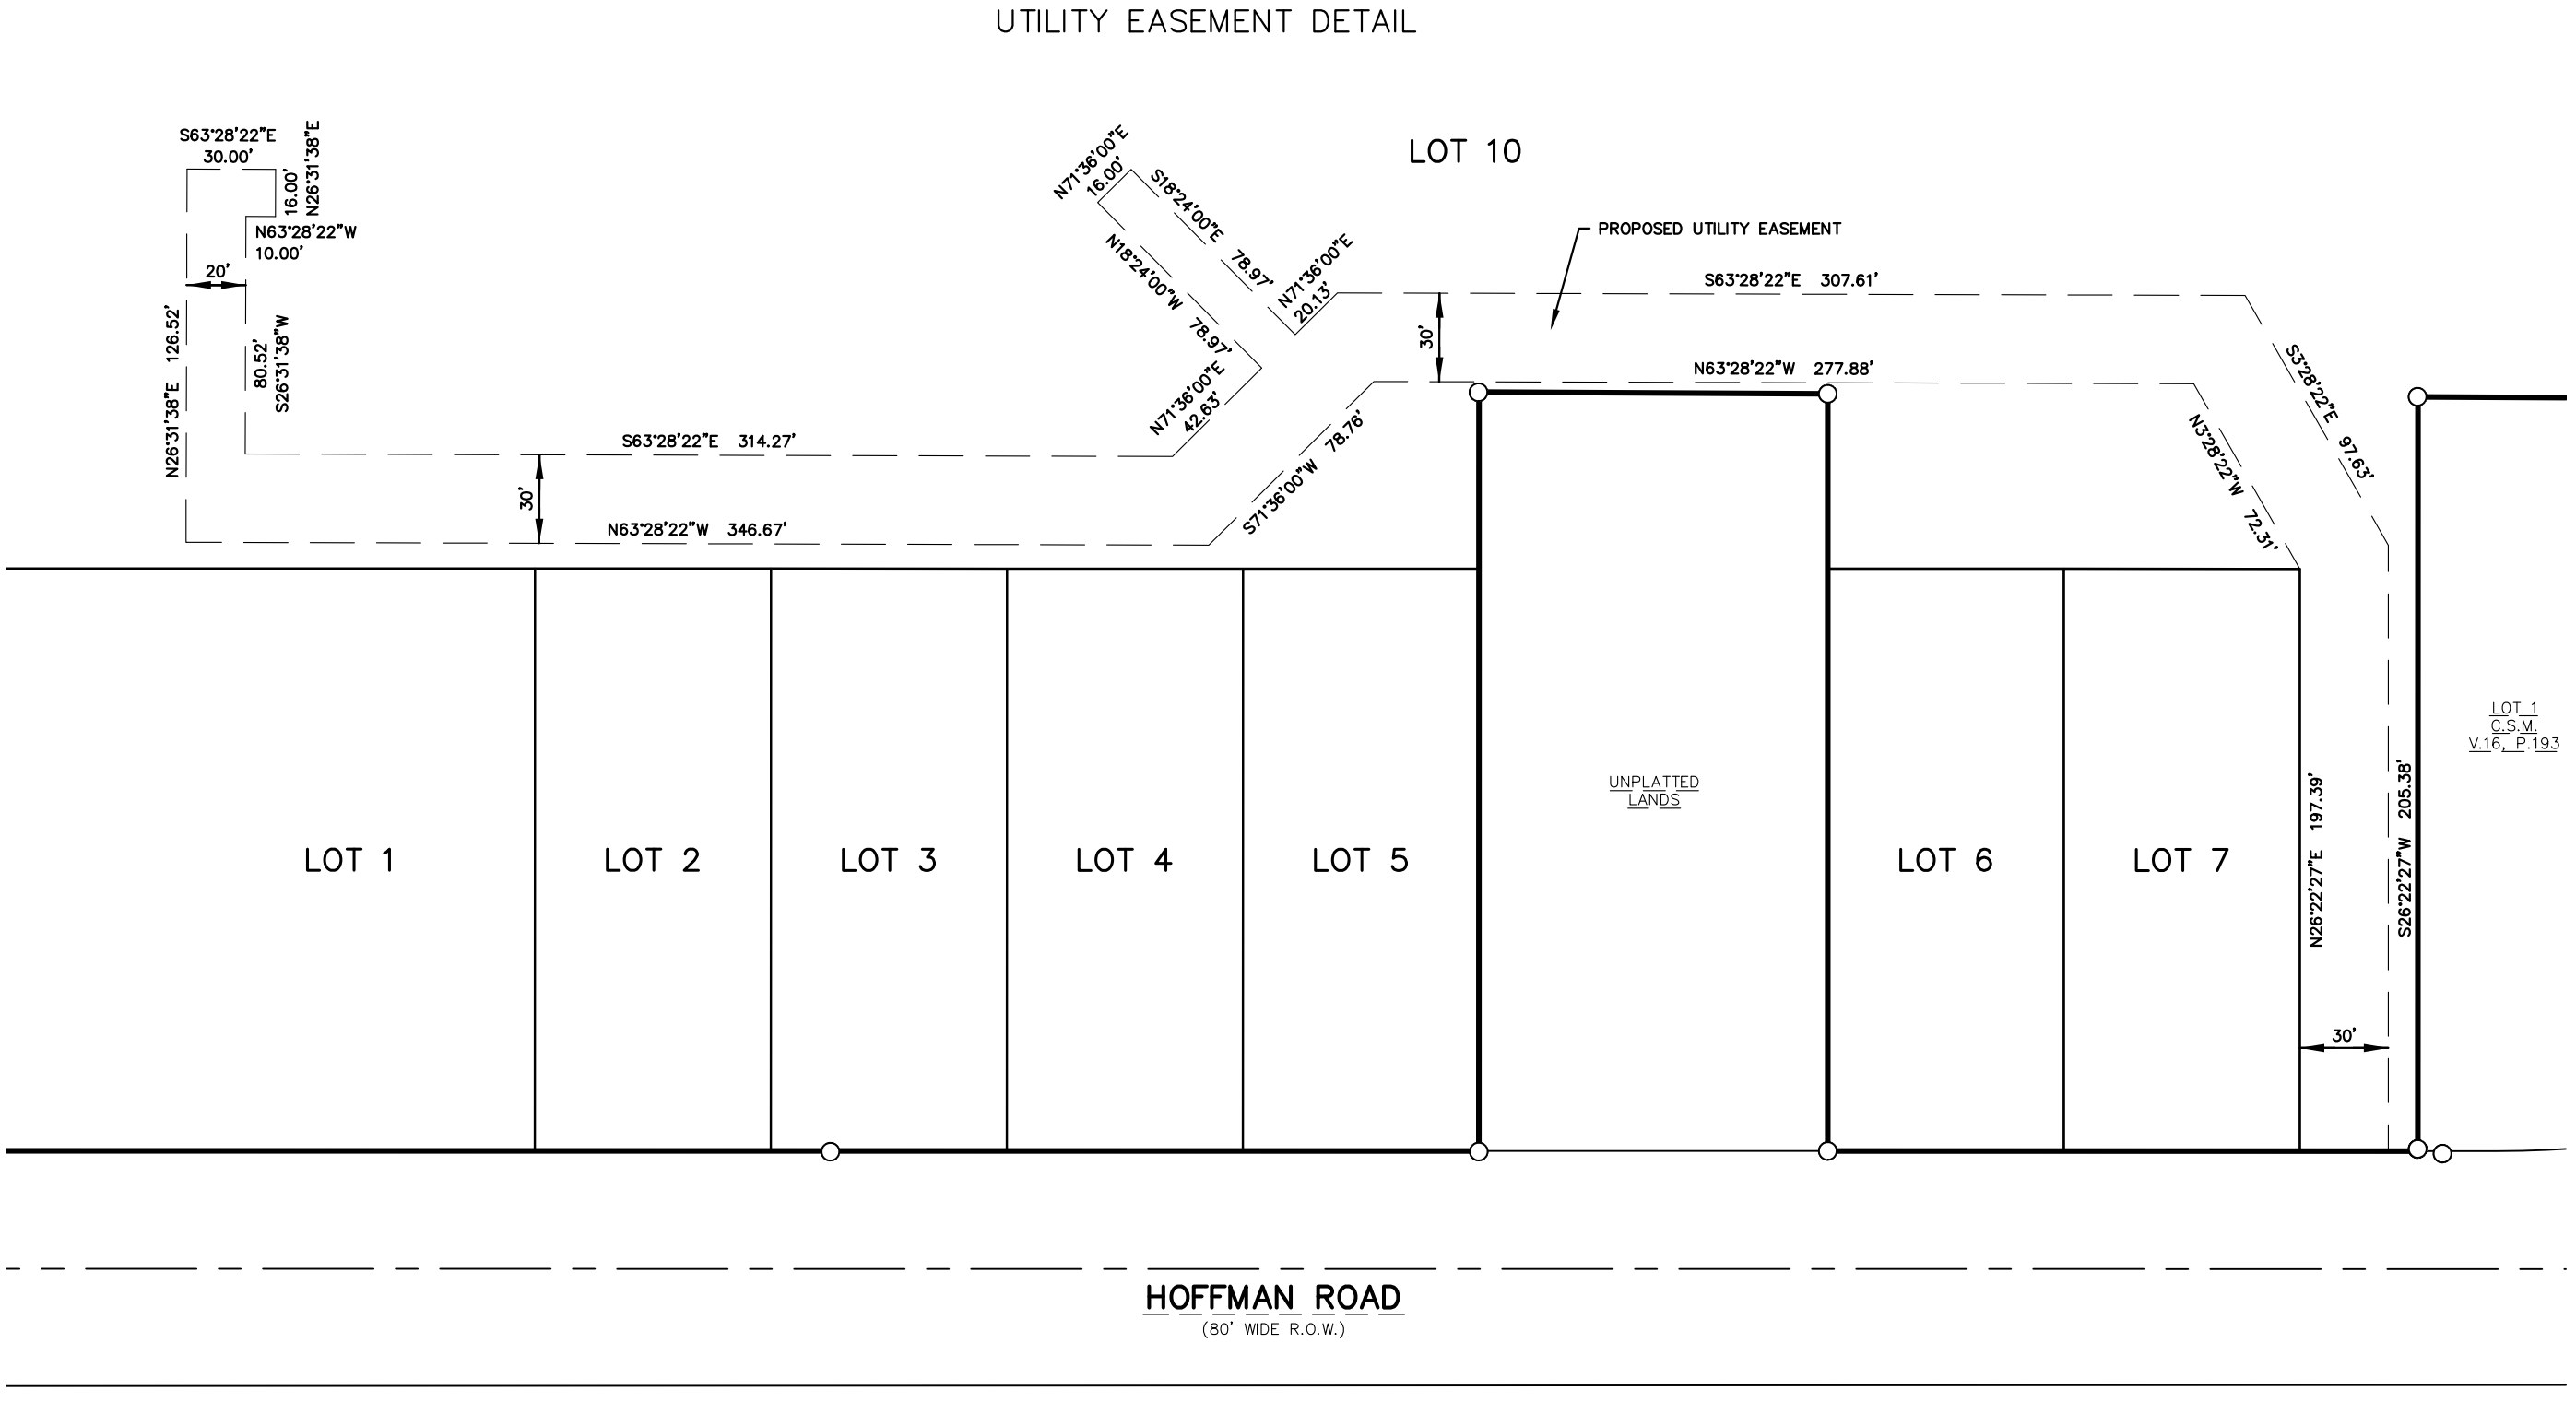 UTILITY EASEMENT DETAIL
S63°28'22"E
30.00'
16.00'
N26°31'38"E
N63°28'22"W
10.00'
20'
N26°31'38"E 126.52'
80.52'
S26°31'38"W
S63°28'22"E 314.27'
30'
N63°28'22"W 346.67'
N71°36'00"E
16.00'
S18°24'00"E 78.97'
N18°24'00"W 78.97'
N71°36'00"E
20.13'
N71°36'00"E
42.63'
S71°36'00"W 78.76'
LOT 10
PROPOSED UTILITY EASEMENT
S63°28'22"E 307.61'
30'
N63°28'22"W 277.88'
S3°28'22"E 97.63'
N3°28'22"W 72.31'
LOT 1
C.S.M.
V.16, P.193
UNPLATTED
LANDS
N26°22'27"E 197.39'
S26°22'27"W 205.38'
LOT 1
LOT 2
LOT 3
LOT 4
LOT 5
LOT 6
LOT 7
30'
HOFFMAN ROAD
(80' WIDE R.O.W.)